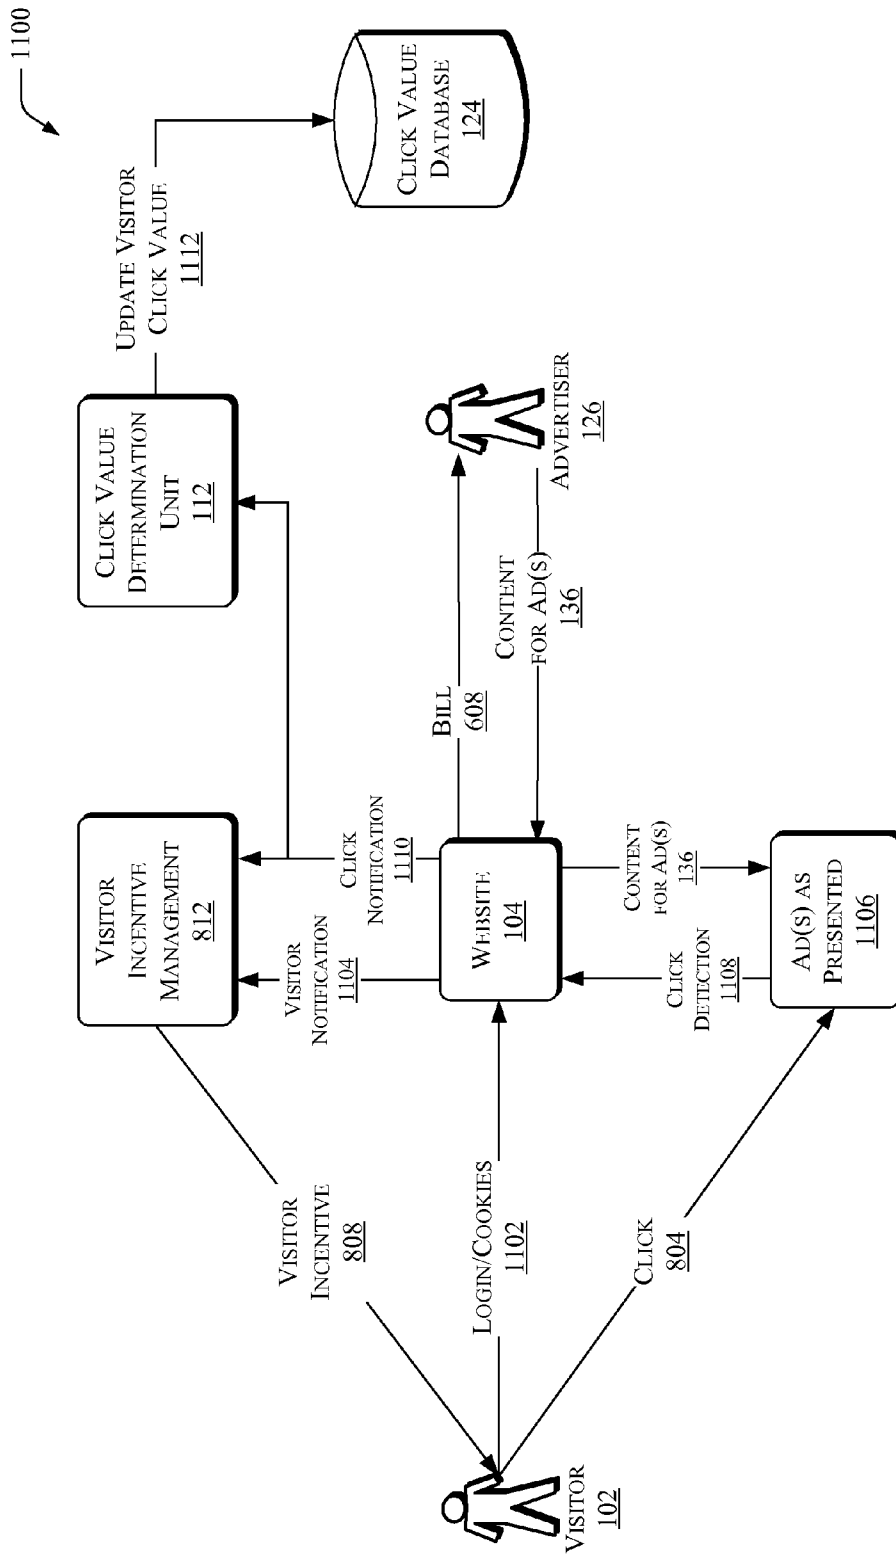 1100
VISITOR
INCENTIVE
MANAGEMENT
812
CLICK VALUE
DETERMINATION
UNIT
112
UPDATE VISITOR
CLICK VALUE
1112
CLICK VALUE
DATABASE
124
VISITOR
INCENTIVE
808
VISITOR
NOTIFICATION
1104
CLICK
NOTIFICATION
1110
VISITOR
102
LOGIN/COOKIES
1102
WEBSITE
104
BILL
608
CONTENT
FOR AD(S)
136
ADVERTISER
126
CLICK
804
CLICK
DETECTION
1108
CONTENT
FOR AD(S)
136
AD(S) AS
PRESENTED
1106